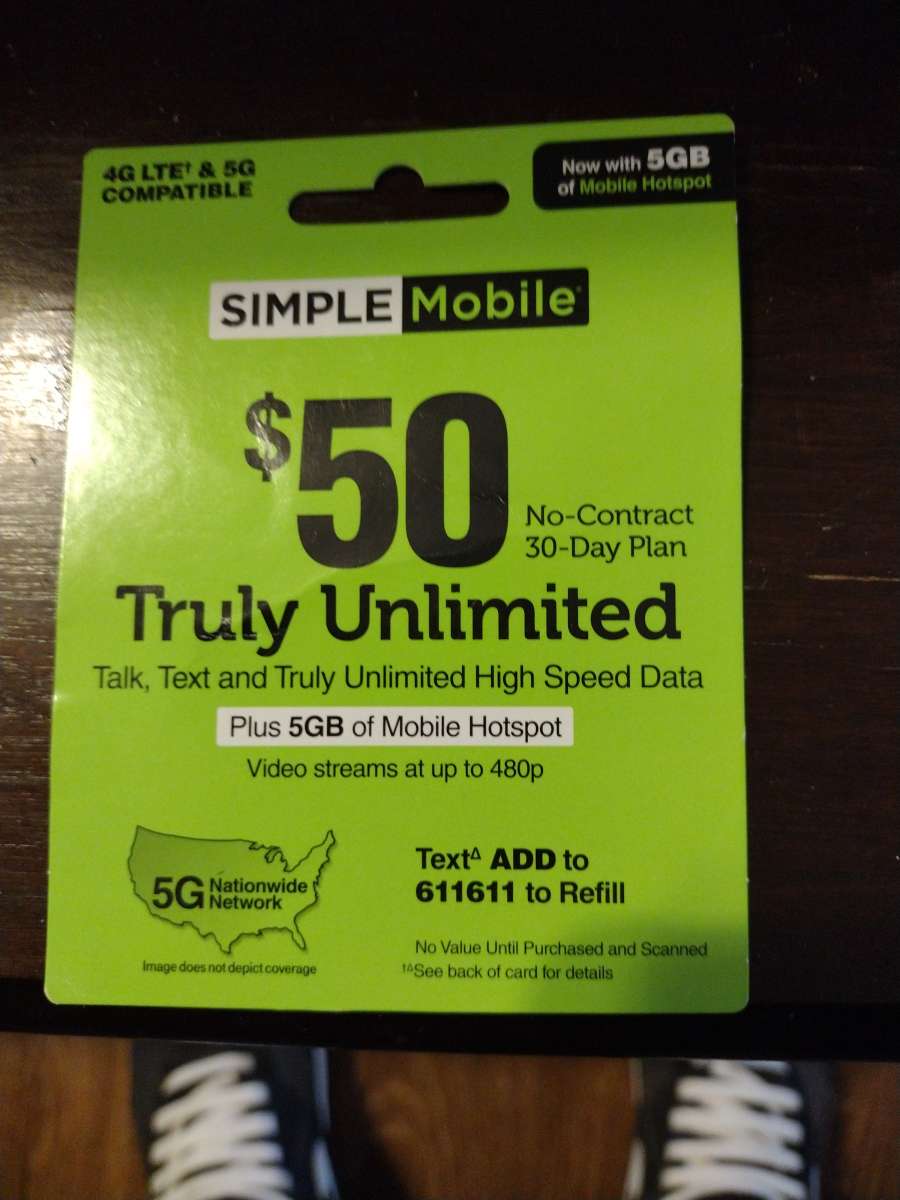 4G LTE† & 5G
COMPATIBLE
Now with 5GB
of Mobile Hotspot
SIMPLE Mobile®
$50
No-Contract
30-Day Plan
Truly Unlimited
Talk, Text and Truly Unlimited High Speed Data
Plus 5GB of Mobile Hotspot
Video streams at up to 480p
5G Nationwide
Network
Image does not depict coverage
Text∆ ADD to
611611 to Refill
No Value Until Purchased and Scanned
†∆See back of card for details